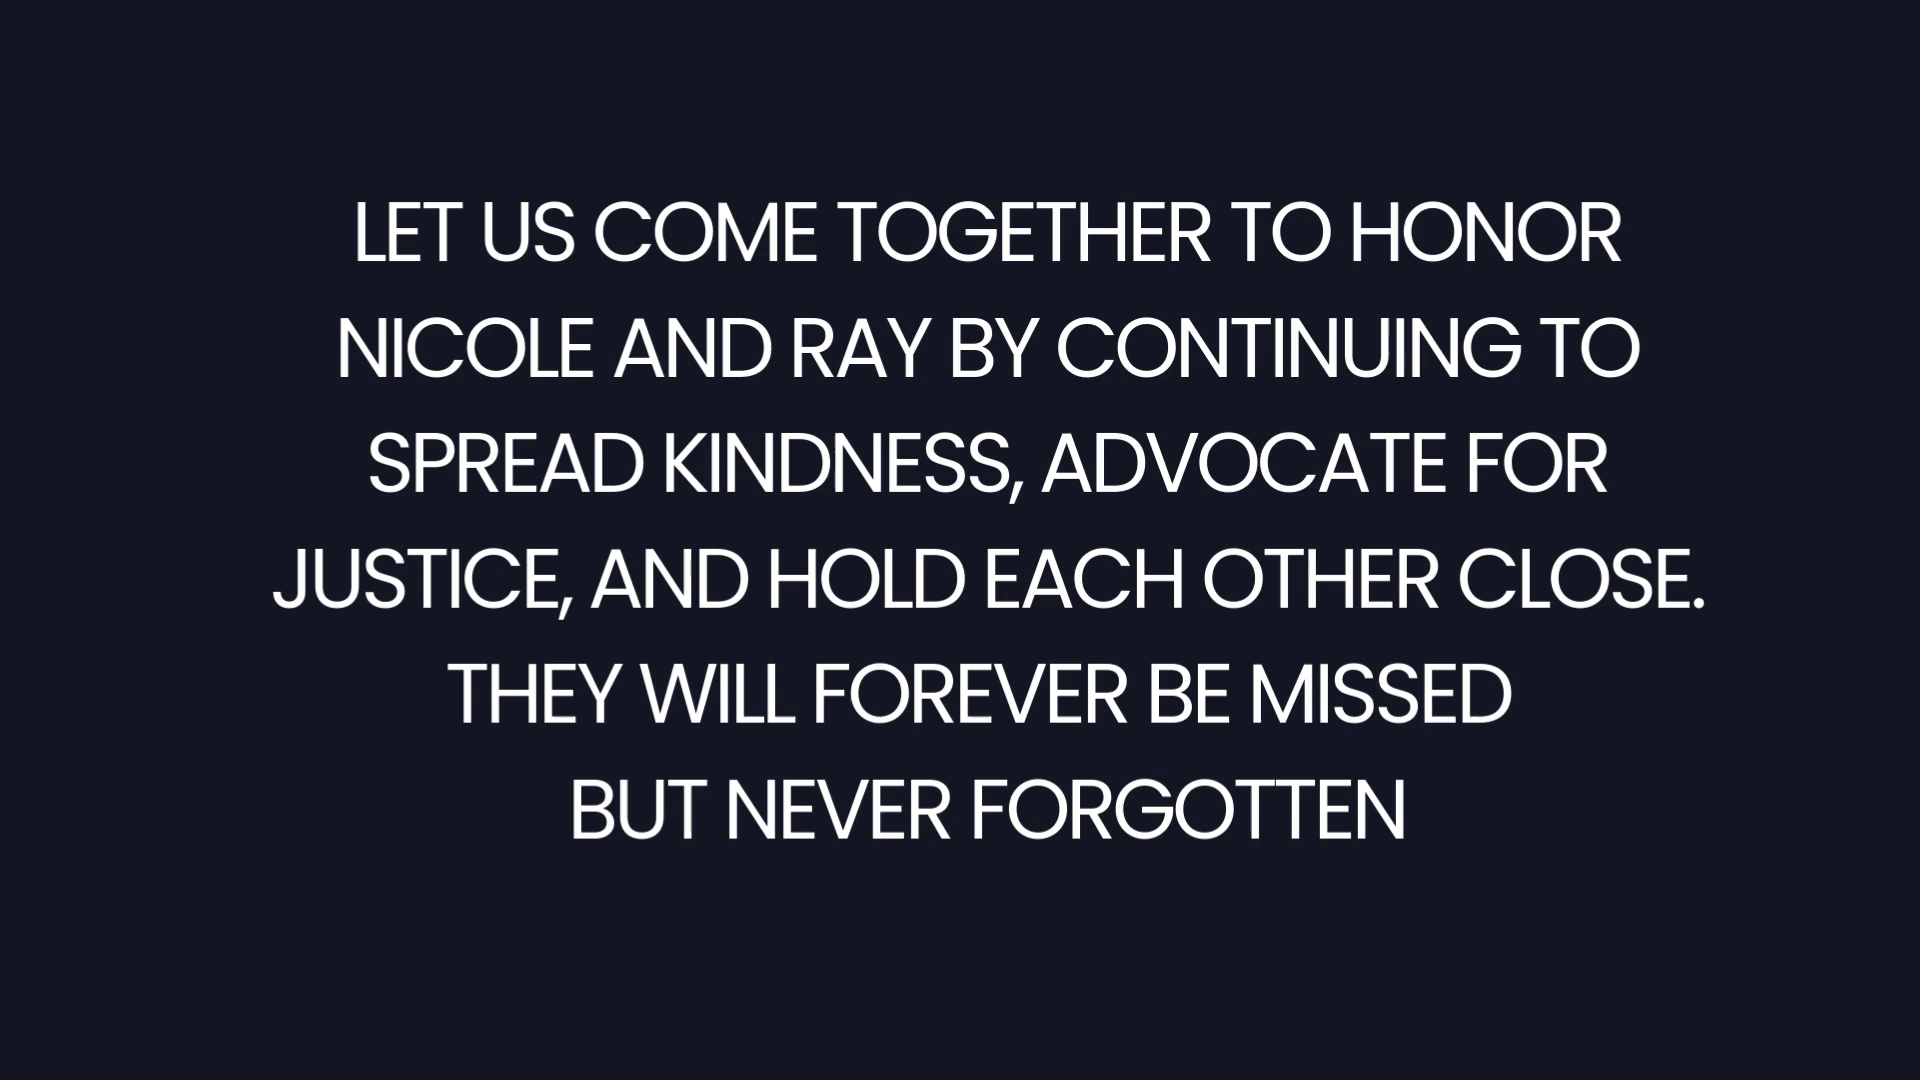 LET US COME TOGETHER TO HONOR
NICOLE AND RAY BY CONTINUING TO
SPREAD KINDNESS, ADVOCATE FOR
JUSTICE, AND HOLD EACH OTHER CLOSE.
THEY WILL FOREVER BE MISSED
BUT NEVER FORGOTTEN